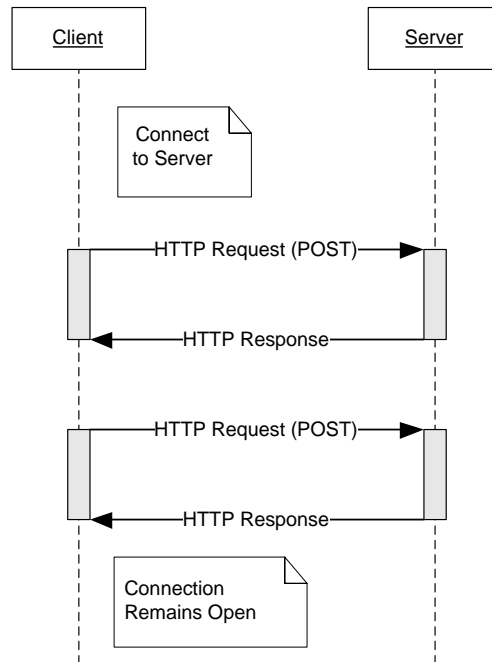 Client
Server
Connect
to Server
HTTP Request (POST)
HTTP Response
HTTP Request (POST)
HTTP Response
Connection
Remains Open